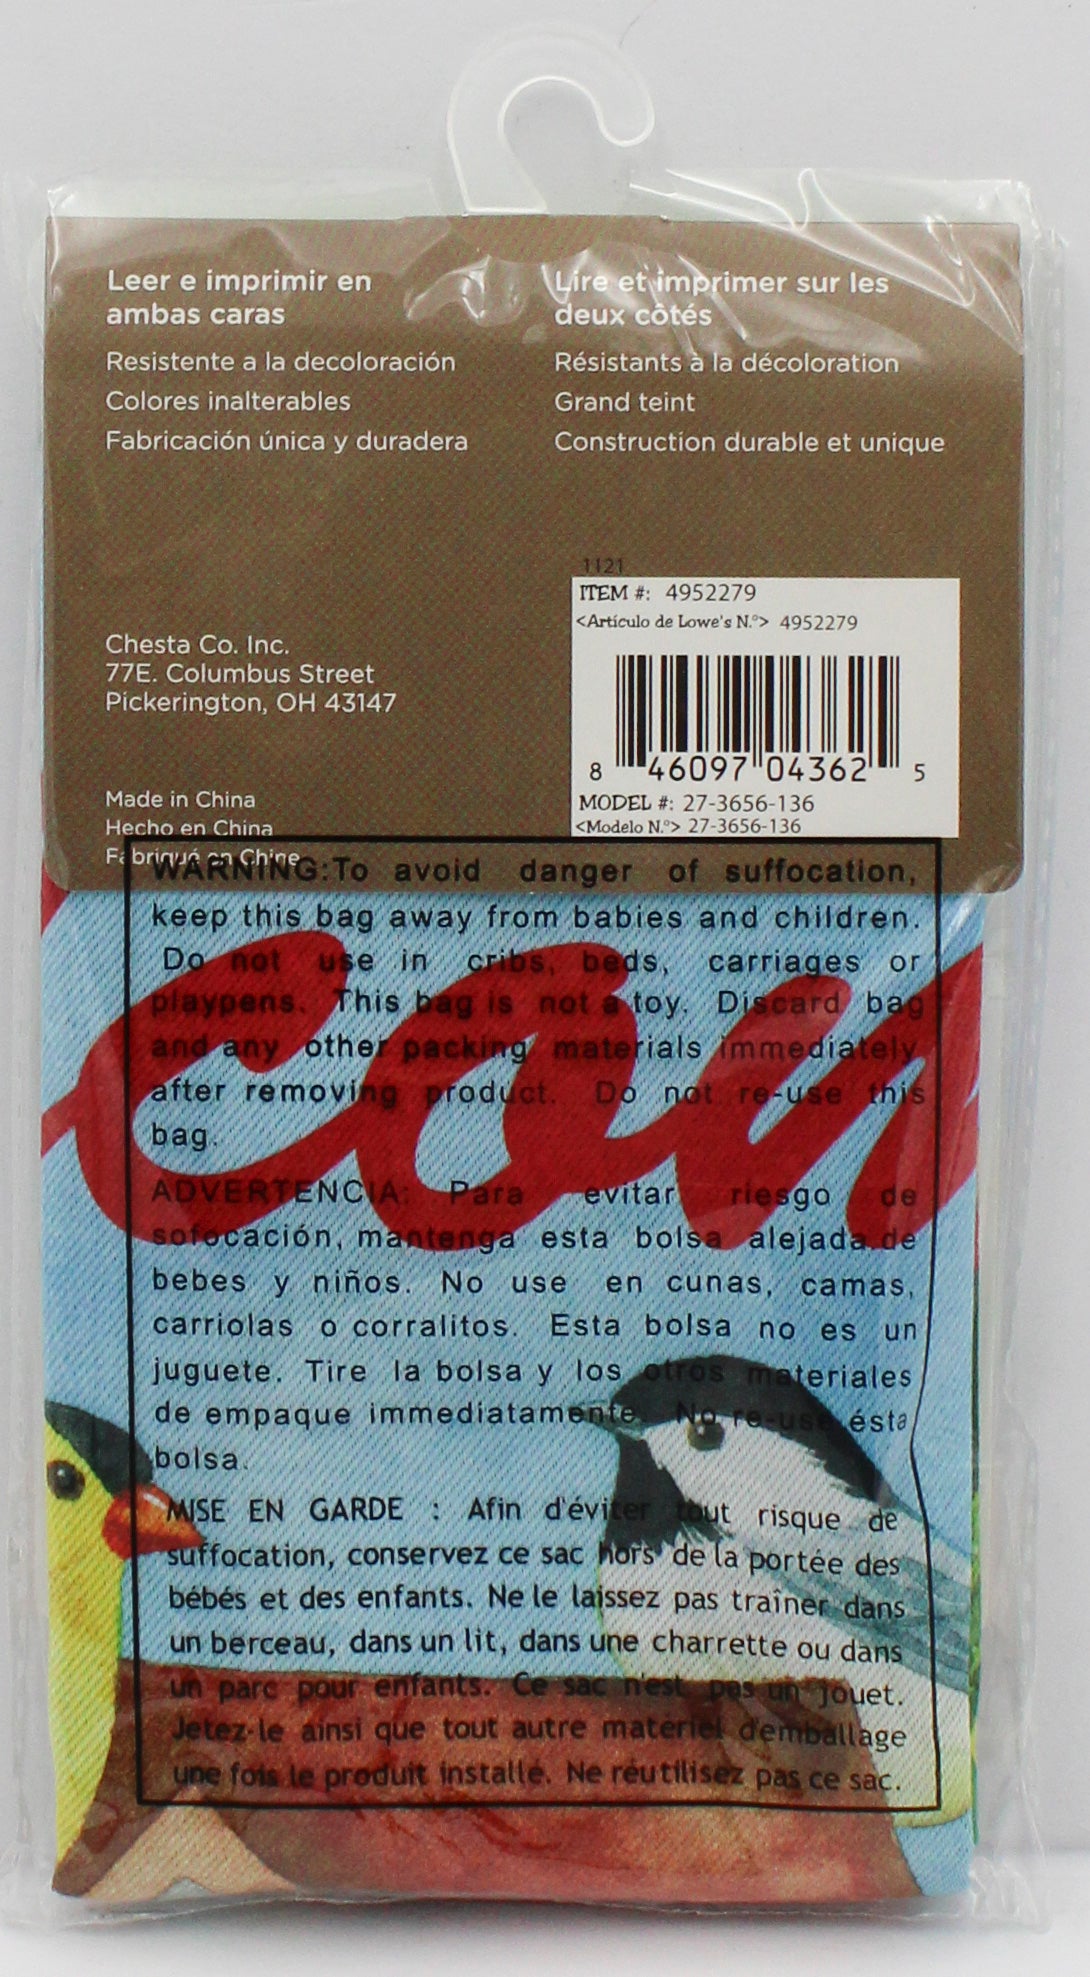 Leer e imprimir en
ambas caras
Resistente a la decoloración
Colores inalterables
Fabricación única y duradera
Lire et imprimer sur les
deux côtés
Résistants à la décoloration
Grand teint
Construction durable et unique
Chesta Co. Inc.
77E. Columbus Street
Pickerington, OH 43147
Made in China
Hecho en China
Fabriqué en Chine
1121
ITEM #: 4952279
<Artículo de Lowe's N.º> 4952279
8 46097 04362 5
MODEL #: 27-3656-136
<Modelo N.º> 27-3656-136
WARNING:To avoid danger of suffocation,
keep this bag away from babies and children.
Do not use in cribs, beds, carriages or
playpens. This bag is not a toy. Discard bag
and any other packing materials immediately
after removing product. Do not re-use this
bag.
ADVERTENCIA: Para evitar riesgo de
sofocación, mantenga esta bolsa alejada de
bebes y niños. No use en cunas, camas,
carriolas o corralitos. Esta bolsa no es un
juguete. Tire la bolsa y los otros materiales
de empaque immediatamente. No re-use ésta
bolsa.
MISE EN GARDE : Afin d'éviter tout risque de
suffocation, conservez ce sac hors de la portée des
bébés et des enfants. Ne le laissez pas traîner dans
un berceau, dans un lit, dans une charrette ou dans
un parc pour enfants. Ce sac n'est pas un jouet.
Jetez-le ainsi que tout autre materiel d'emballage
une fois le produit installé. Ne réutilisez pas ce sac.